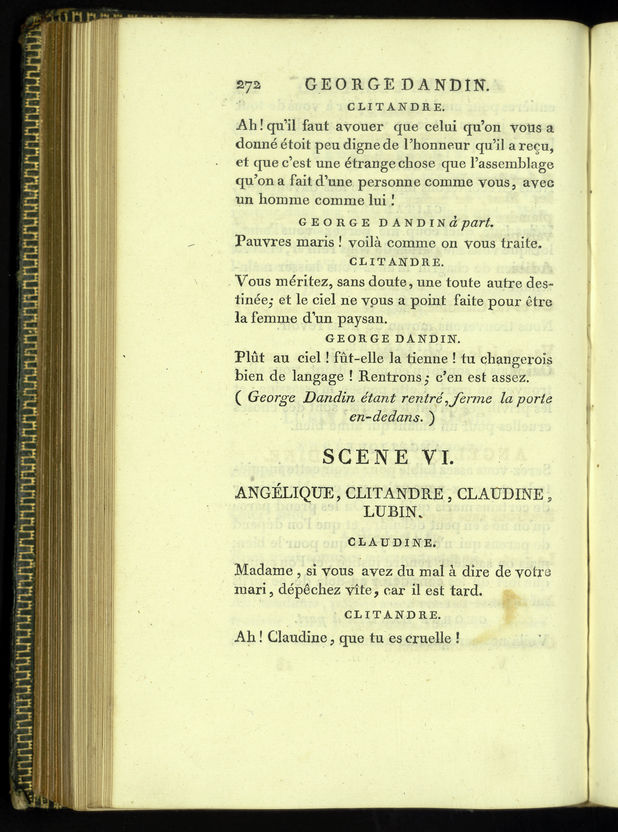 272 GEORGE DANDIN.
CLITANDRE.
Ah! qu'il faut avouer que celui qu'on vous a
donné étoit peu digne de l'honneur qu'il a reçu,
et que c'est une étrange chose que l'assemblage
qu'on a fait d'une personne comme vous, avec
un homme comme lui!
GEORGE DANDIN à part.
Pauvres maris! voilà comme on vous traite.
CLITANDRE.
Vous méritez, sans doute, une toute autre des-
tinée; et le ciel ne vous a point faite pour être
la femme d'un paysan.
GEORGE DANDIN.
Plût au ciel! fût-elle la tienne! tu changerois
bien de langage! Rentrons; c'en est assez.
( George Dandin étant rentré, ferme la porte
en-dedans. )
SCENE VI.
ANGÉLIQUE, CLITANDRE, CLAUDINE,
LUBIN.
CLAUDINE.
Madame, si vous avez du mal à dire de votre
mari, dépêchez vîte, car il est tard.
CLITANDRE.
Ah! Claudine, que tu es cruelle!